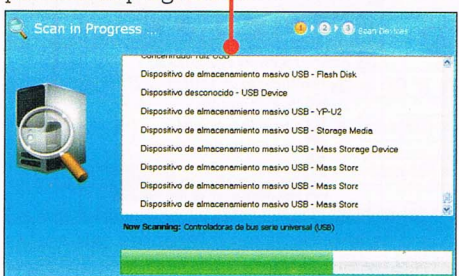 Scan in Progress ...
1 2 3 Scan Devices
Concentrador raíz USB
Dispositivo de almacenamiento masivo USB - Flash Disk
Dispositivo desconocido - USB Device
Dispositivo de almacenamiento masivo USB - YP-U2
Dispositivo de almacenamiento masivo USB - Storage Media
Dispositivo de almacenamiento masivo USB - Mass Storage Device
Dispositivo de almacenamiento masivo USB - Mass Store
Dispositivo de almacenamiento masivo USB - Mass Store
Dispositivo de almacenamiento masivo USB - Mass Store
Now Scanning: Controladoras de bus serie universal (USB)